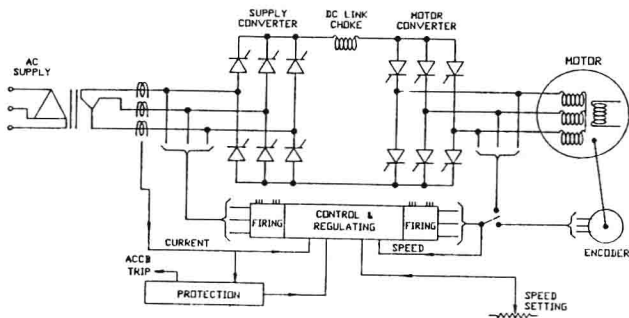 SUPPLY CONVERTER
DC LINK CHOKE
MOTOR CONVERTER
AC SUPPLY
MOTOR
FIRING
CONTROL & REGULATING
FIRING
CURRENT
SPEED
ENCODER
ACCB TRIP
PROTECTION
SPEED SETTING